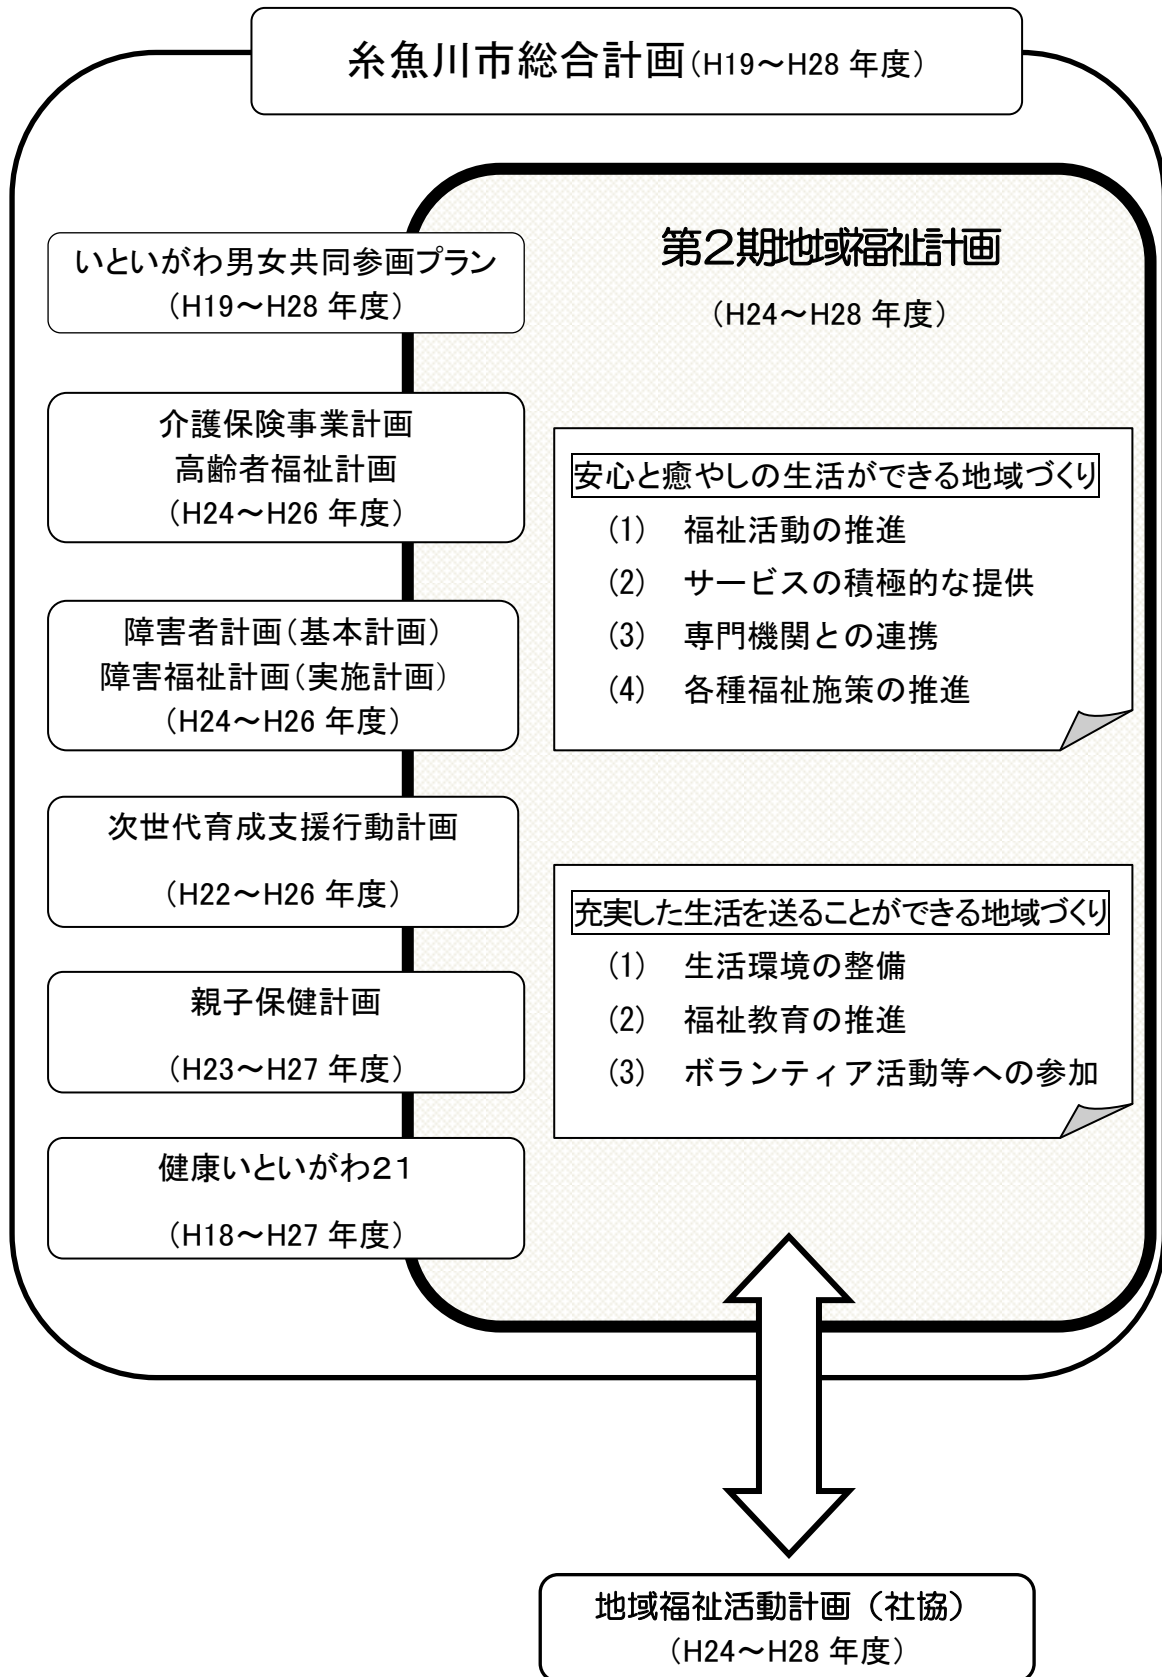 糸魚川市総合計画(H19～H28 年度)
いといがわ男女共同参画プラン
(H19～H28 年度)
介護保険事業計画
高齢者福祉計画
(H24～H26 年度)
障害者計画(基本計画)
障害福祉計画(実施計画)
(H24～H26 年度)
次世代育成支援行動計画
(H22～H26 年度)
親子保健計画
(H23～H27 年度)
健康いといがわ２１
(H18～H27 年度)
第２期地域福祉計画
(H24～H28 年度)
安心と癒やしの生活ができる地域づくり
(1) 福祉活動の推進
(2) サービスの積極的な提供
(3) 専門機関との連携
(4) 各種福祉施策の推進
充実した生活を送ることができる地域づくり
(1) 生活環境の整備
(2) 福祉教育の推進
(3) ボランティア活動等への参加
地域福祉活動計画（社協）
(H24～H28 年度)